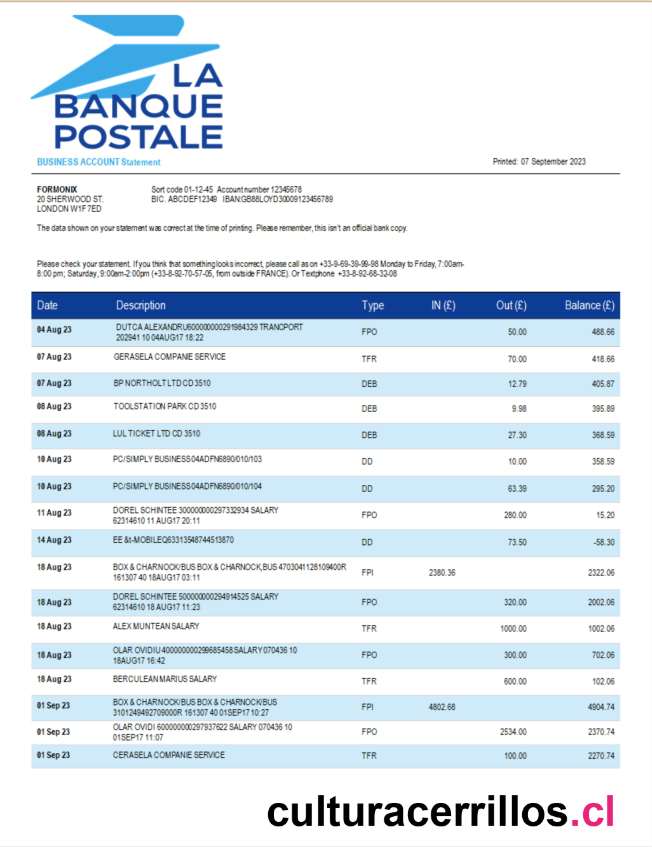 LA
BANQUE
POSTALE
BUSINESS ACCOUNT Statement Printed: 07 September 2023
FORMONIX Sort code 01-12-45 Account number 12345678
20 SHERWOOD ST. BIC. ABCDEF12349 IBAN:GB88LOYD30009123456789
LONDON W1F 7ED
The data shown on your statement was correct at the time of printing. Please remember, this isn't an official bank copy.
Please check your statement. If you think that something looks incorrect, please call as on +33-9-69-39-99-98 Monday to Friday, 7:00am-
8:00 pm; Saturday, 9:00am-2:00pm (+33-8-92-70-57-05, from outside FRANCE). Or Textphone +33-8-92-68-32-08
Date Description Type IN (£) Out (£) Balance (£)
04 Aug 23 DUTCA ALEXANDRU600000000291984329 TRANCPORT FPO 50.00 488.66
202941 10 04AUG17 18:22
07 Aug 23 GERASELA COMPANIE SERVICE TFR 70.00 418.66
07 Aug 23 BP NORTHOLT LTD CD 3510 DEB 12.79 405.87
08 Aug 23 TOOLSTATION PARK CD 3510 DEB 9.98 395.89
08 Aug 23 LUL TICKET LTD CD 3510 DEB 27.30 368.59
10 Aug 23 PC/SIMPLY BUSINESS04ADFN6890/010/103 DD 10.00 358.59
10 Aug 23 PC/SIMPLY BUSINESS04ADFN6890/010/104 DD 63.39 295.20
11 Aug 23 DOREL SCHINTEE 300000000297332934 SALARY FPO 280.00 15.20
62314610 11 AUG17 20:11
14 Aug 23 EE &t-MOBILEQ63313548744513870 DD 73.50 -58.30
18 Aug 23 BOX & CHARNOCK/BUS BOX & CHARNOCK,BUS 4703041128109400R FPI 2380.36 2322.06
161307 40 18AUG17 03:11
18 Aug 23 DOREL SCHINTEE 500000000294914525 SALARY FPO 320.00 2002.06
62314610 18 AUG17 11:23
18 Aug 23 ALEX MUNTEAN SALARY TFR 1000.00 1002.06
18 Aug 23 OLAR OVIDIU 400000000299685458 SALARY 070436 10 FPO 300.00 702.06
18AUG17 16:42
18 Aug 23 BERCULEAN MARIUS SALARY TFR 600.00 102.06
01 Sep 23 BOX & CHARNOCK/BUS BOX & CHARNOCK/BUS FPI 4802.68 4904.74
3101249492709000R 161307 40 01SEP17 10:27
01 Sep 23 OLAR OVIDI 600000000297937622 SALARY 070436 10 FPO 2534.00 2370.74
01SEP17 11:07
01 Sep 23 CERASELA COMPANIE SERVICE TFR 100.00 2270.74
culturacerrillos.cl